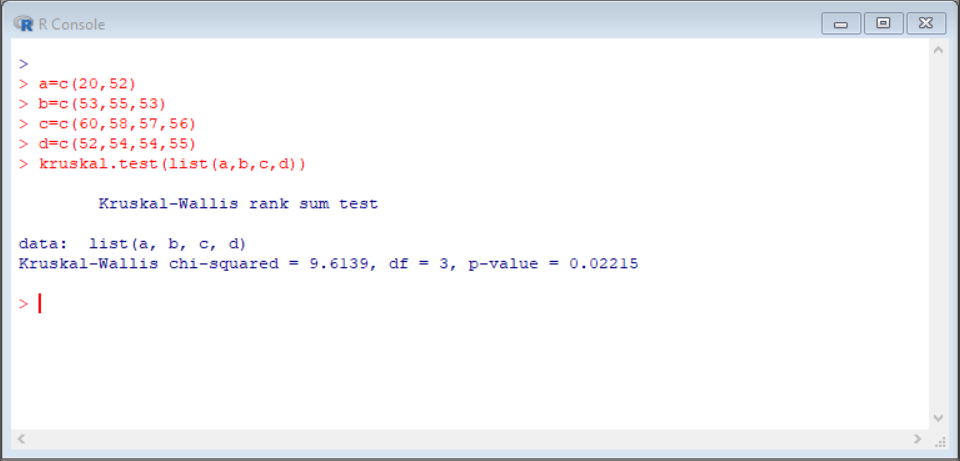 R Console
>
> a=c(20,52)
> b=c(53,55,53)
> c=c(60,58,57,56)
> d=c(52,54,54,55)
> kruskal.test(list(a,b,c,d))
Kruskal-Wallis rank sum test
data:  list(a, b, c, d)
Kruskal-Wallis chi-squared = 9.6139, df = 3, p-value = 0.02215
>